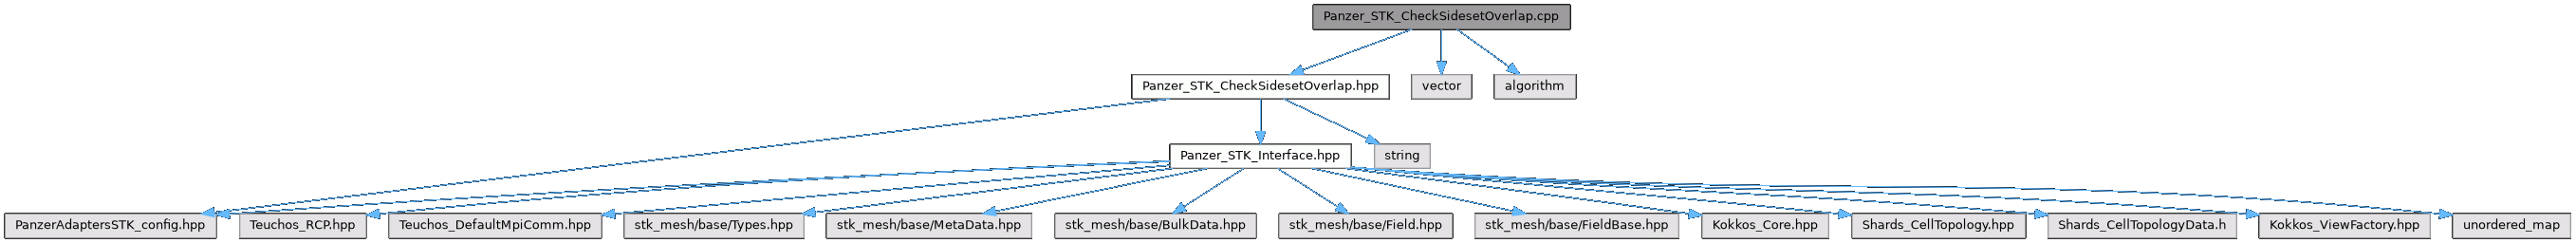 Panzer_STK_CheckSidesetOverlap.cpp
Panzer_STK_CheckSidesetOverlap.hpp
vector
algorithm
Panzer_STK_Interface.hpp
string
PanzerAdaptersSTK_config.hpp
Teuchos_RCP.hpp
Teuchos_DefaultMpiComm.hpp
stk_mesh/base/Types.hpp
stk_mesh/base/MetaData.hpp
stk_mesh/base/BulkData.hpp
stk_mesh/base/Field.hpp
stk_mesh/base/FieldBase.hpp
Kokkos_Core.hpp
Shards_CellTopology.hpp
Shards_CellTopologyData.h
Kokkos_ViewFactory.hpp
unordered_map